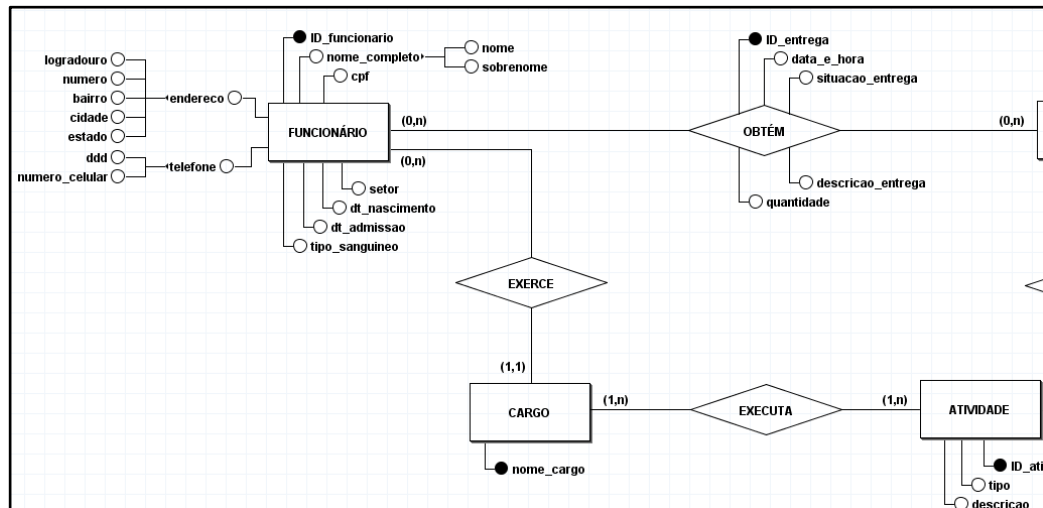 ID_funcionario
nome_completo
nome
sobrenome
cpf
logradouro
numero
bairro
cidade
estado
endereco
ddd
numero_celular
telefone
FUNCIONÁRIO
(0,n)
(0,n)
setor
dt_nascimento
dt_admissao
tipo_sanguineo
ID_entrega
data_e_hora
situacao_entrega
OBTÉM
(0,n)
descricao_entrega
quantidade
EXERCE
(1,1)
CARGO
(1,n)
EXECUTA
(1,n)
ATIVIDADE
nome_cargo
ID_ati
tipo
descricao